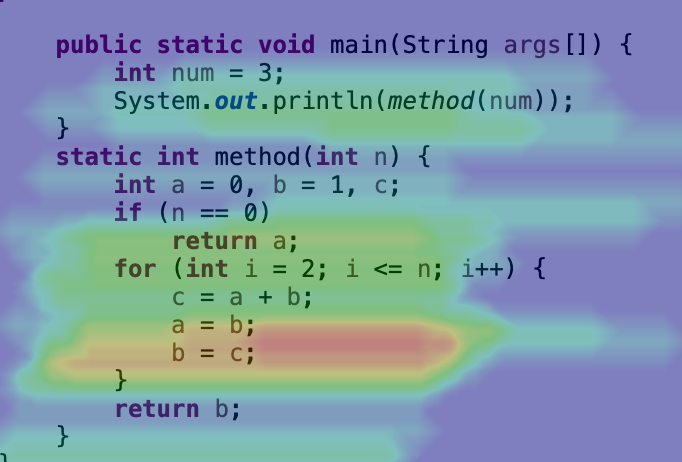 public static void main(String args[]) {
int num = 3;
System.out.println(method(num));
}
static int method(int n) {
int a = 0, b = 1, c;
if (n == 0)
return a;
for (int i = 2; i <= n; i++) {
c = a + b;
a = b;
b = c;
}
return b;
}
}